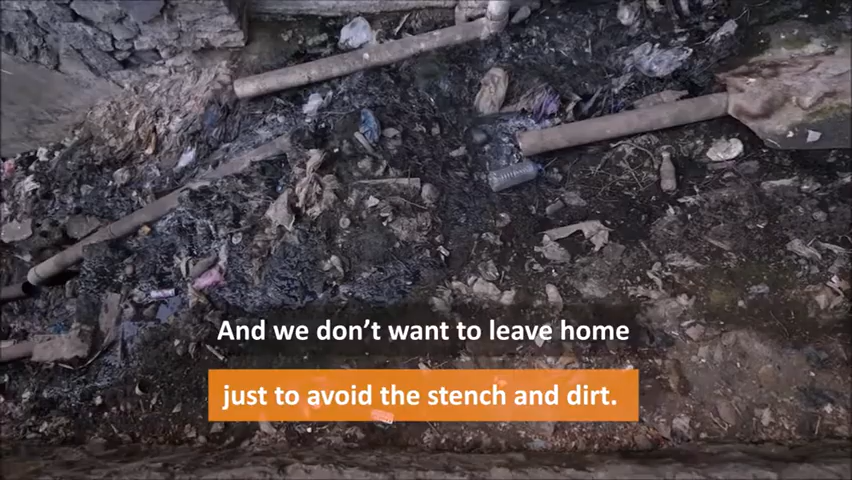 And we don't want to leave home
just to avoid the stench and dirt.